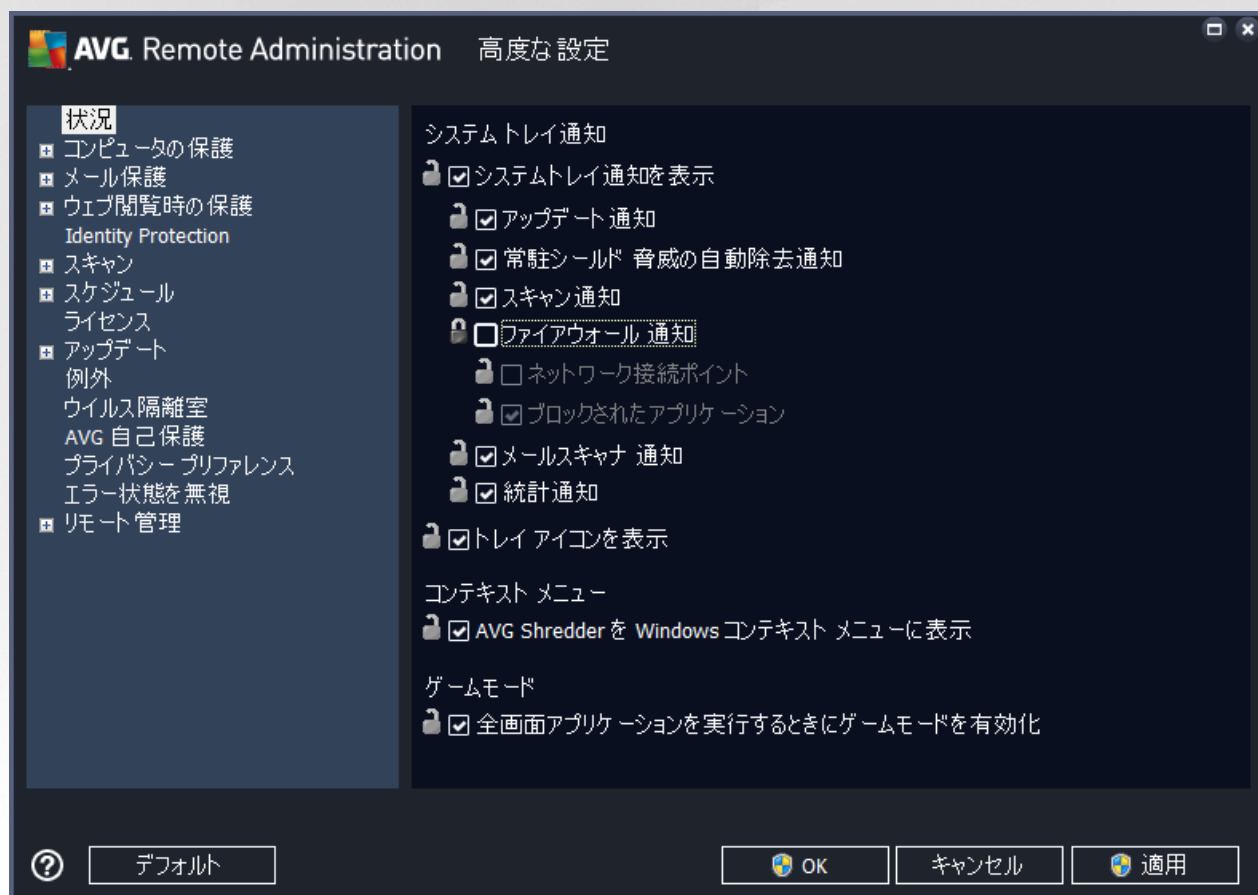 AVG. Remote Administration 高度な設定
状況
コンピュータの保護
メール保護
ウェブ閲覧時の保護
Identity Protection
スキャン
スケジュール
ライセンス
アップデート
例外
ウイルス隔離室
AVG 自己保護
プライバシー プリファレンス
エラー状態を無視
リモート管理
システム トレイ通知
システムトレイ通知を表示
アップデート通知
常駐シールド 脅威の自動除去通知
スキャン通知
ファイアウォール 通知
ネットワーク接続ポイント
ブロックされたアプリケーション
メールスキャナ 通知
統計通知
トレイ アイコンを表示
コンテキスト メニュー
AVG Shredder を Windows コンテキスト メニューに表示
ゲームモード
全画面アプリケーションを実行するときにゲームモードを有効化
デフォルト
OK
キャンセル
適用